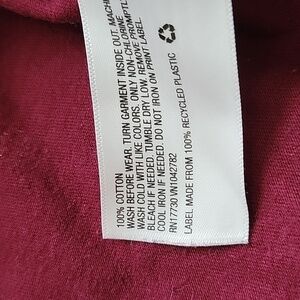 100% COTTON
WASH BEFORE WEAR. TURN GARMENT INSIDE OUT. MACHINE
WASH COLD WITH LIKE COLORS. ONLY NON-CHLORINE
BLEACH IF NEEDED. TUMBLE DRY LOW. REMOVE PROMPTLY.
COOL IRON IF NEEDED. DO NOT IRON ON PRINT/LABEL
RN17730 VN1042782
LABEL MADE FROM 100% RECYCLED PLASTIC